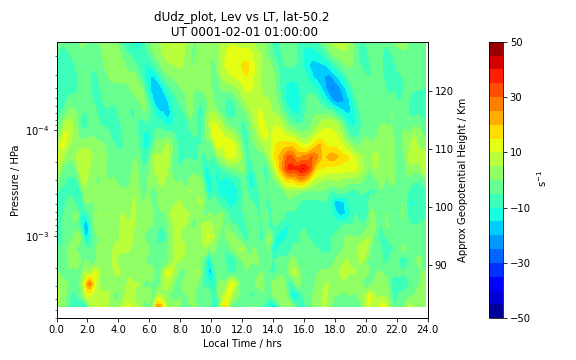 dUdz_plot, Lev vs LT, lat-50.2
UT 0001-02-01 01:00:00
Pressure / HPa
10⁻⁴
10⁻³
0.0 2.0 4.0 6.0 8.0 10.0 12.0 14.0 16.0 18.0 20.0 22.0 24.0
Local Time / hrs
120
110
100
90
Approx Geopotential Height / Km
50
30
10
−10
−30
−50
s⁻¹